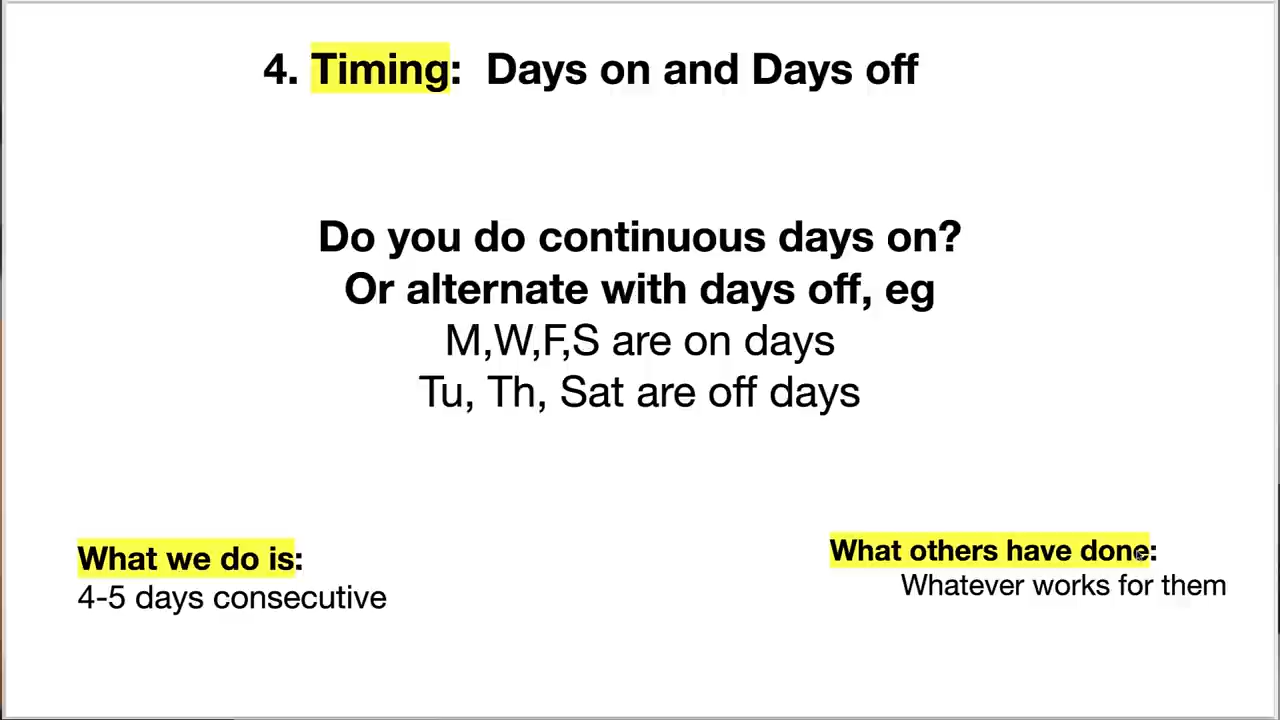 4. Timing: Days on and Days off
Do you do continuous days on?
Or alternate with days off, eg
M,W,F,S are on days
Tu, Th, Sat are off days
What we do is:
4-5 days consecutive
What others have done:
Whatever works for them